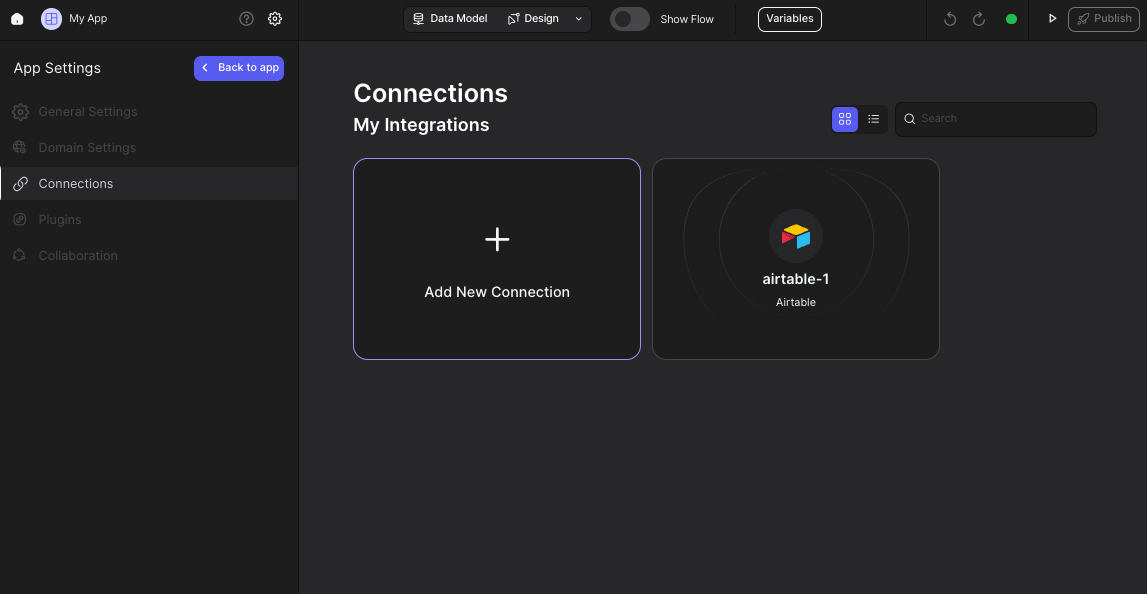 My App
Data Model
Design
Show Flow
Variables
Publish
App Settings
Back to app
General Settings
Domain Settings
Connections
Plugins
Collaboration
Connections
My Integrations
Search
Add New Connection
airtable-1
Airtable